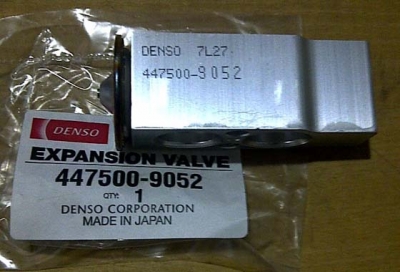 DENSO 7L27
447500-9052
DENSO
EXPANSION VALVE
447500-9052
QTY: 1
DENSO CORPORATION
MADE IN JAPAN